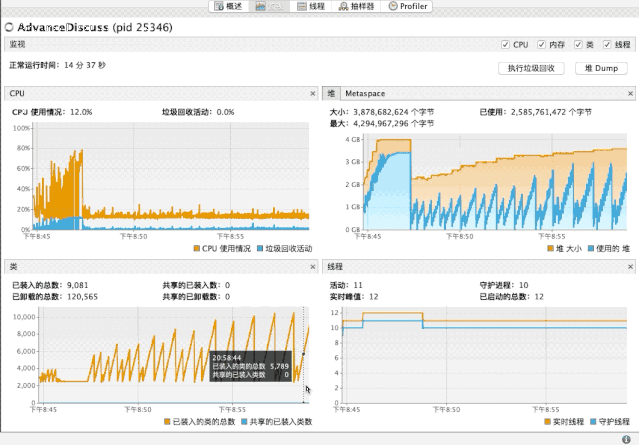 概述 线程 抽样器 Profiler
AdvanceDiscuss (pid 25346)
监视 CPU 内存 类 线程
正常运行时间: 14 分 37 秒 执行垃圾回收 堆 Dump
CPU
CPU 使用情况: 12.0% 垃圾回收活动: 0.0%
100%
80%
60%
40%
20%
0%
下午8:45 下午8:50 下午8:55
CPU 使用情况 垃圾回收活动
堆 Metaspace
大小: 3,878,682,624 个字节 已使用: 2,585,761,472 个字节
最大: 4,294,967,296 个字节
4 GB
3 GB
2 GB
1 GB
0 GB
下午8:45 下午8:50 下午8:55
堆 大小 使用的 堆
类
已装入的总数: 9,081 共享的已装入数: 0
已卸载的总数: 120,565 共享的已卸载数: 0
10,000
8,000
6,000
4,000
2,000
0
20:58:44
已装入的类的总数 5,789
共享的已装入类数 0
下午8:45 下午8:50 下午8:55
已装入的类的总数 共享的已装入类数
线程
活动: 11 守护进程: 10
实时峰值: 12 已启动的总数: 12
12
10
8
6
4
2
0
下午8:45 下午8:50 下午8:55
实时线程 守护线程